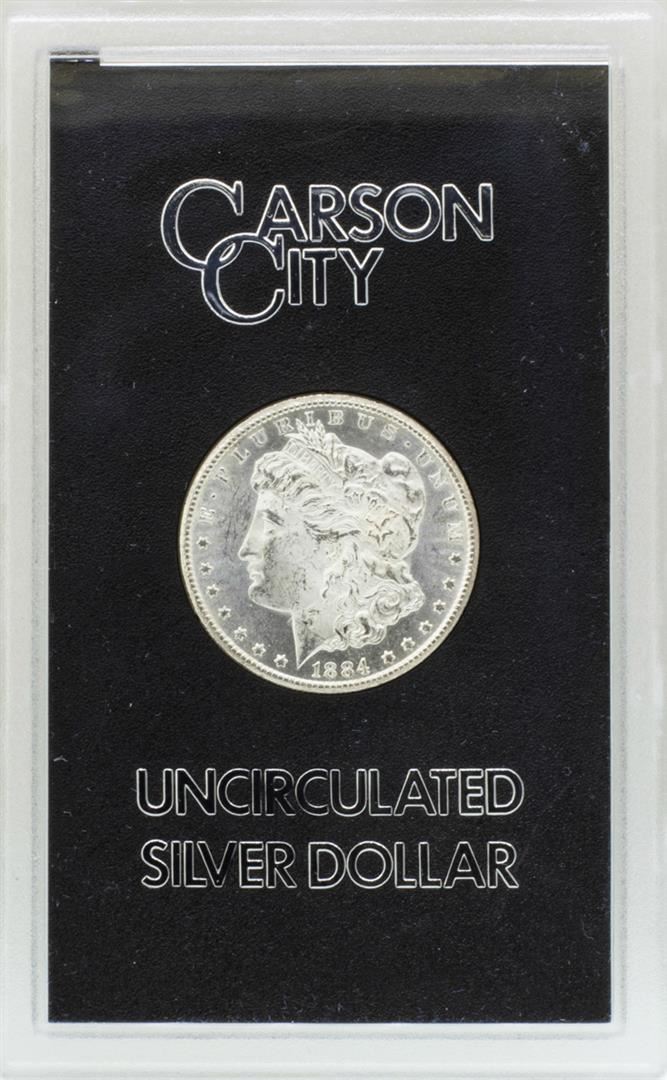 CARSON
CITY
E · PLURIBUS · UNUM
1884
UNCIRCULATED
SILVER DOLLAR